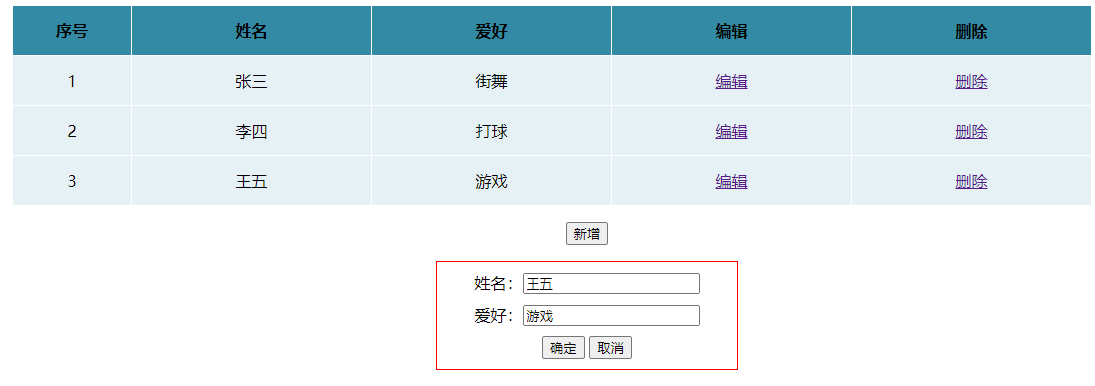 序号 姓名 爱好 编辑 删除
1 张三 街舞 编辑 删除
2 李四 打球 编辑 删除
3 王五 游戏 编辑 删除
新增
姓名：王五
爱好：游戏
确定 取消